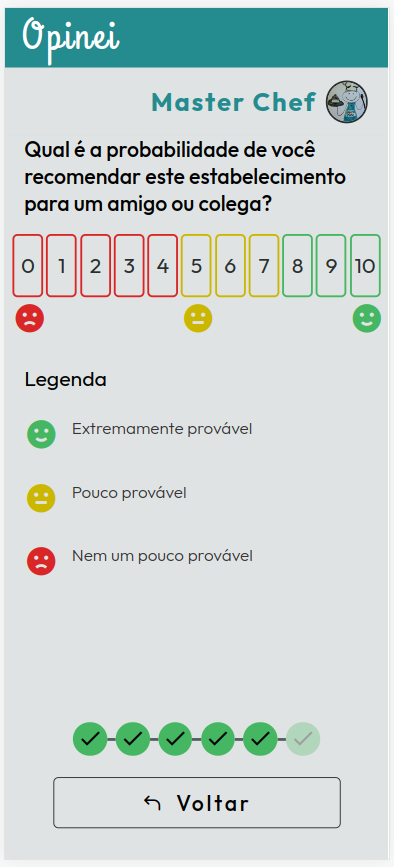 Opinei
Master Chef
Qual é a probabilidade de você
recomendar este estabelecimento
para um amigo ou colega?
0 1 2 3 4 5 6 7 8 9 10
Legenda
Extremamente provável
Pouco provável
Nem um pouco provável
Voltar